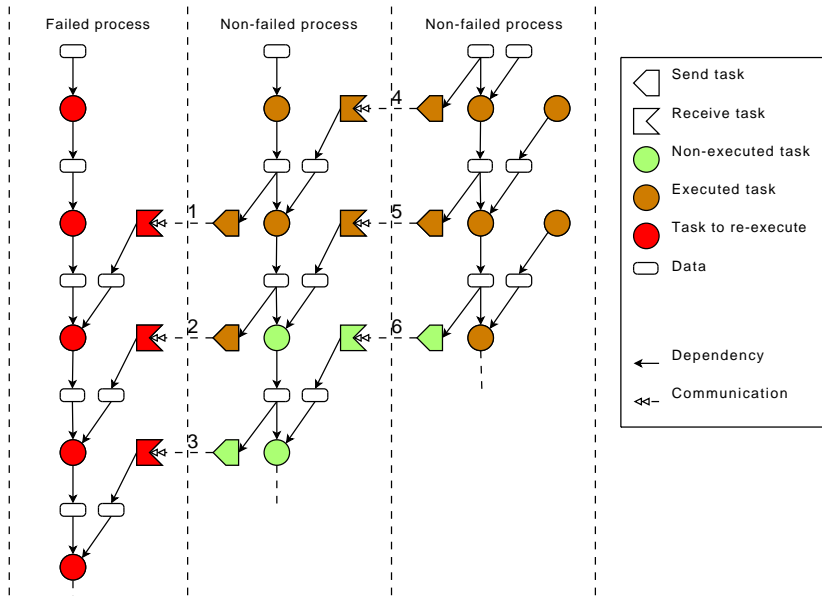 Failed process
Non-failed process
Non-failed process
4
1
5
2
6
3
Send task
Receive task
Non-executed task
Executed task
Task to re-execute
Data
Dependency
Communication